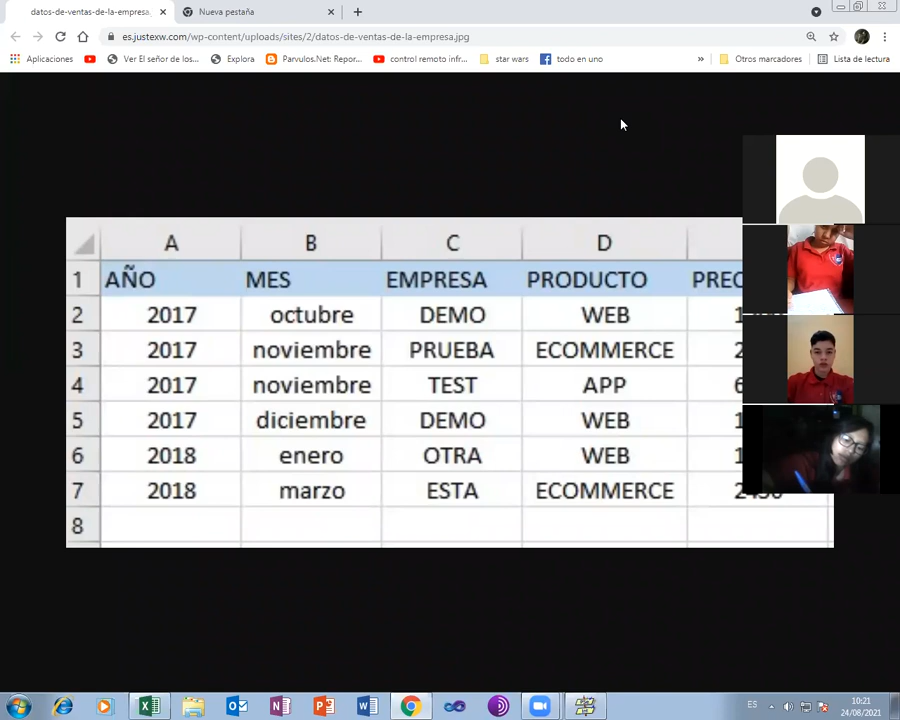 datos-de-ventas-de-la-empresa.
Nueva pestaña
es.justexw.com/wp-content/uploads/sites/2/datos-de-ventas-de-la-empresa.jpg
Aplicaciones Ver El señor de los... Explora Parvulos.Net: Repor... control remoto infr... star wars todo en uno » Otros marcadores Lista de lectura
A B C D
1 AÑO MES EMPRESA PRODUCTO
2 2017 octubre DEMO WEB
3 2017 noviembre PRUEBA ECOMMERCE
4 2017 noviembre TEST APP
5 2017 diciembre DEMO WEB
6 2018 enero OTRA WEB
7 2018 marzo ESTA ECOMMERCE
8
ES 10:21
24/08/2021